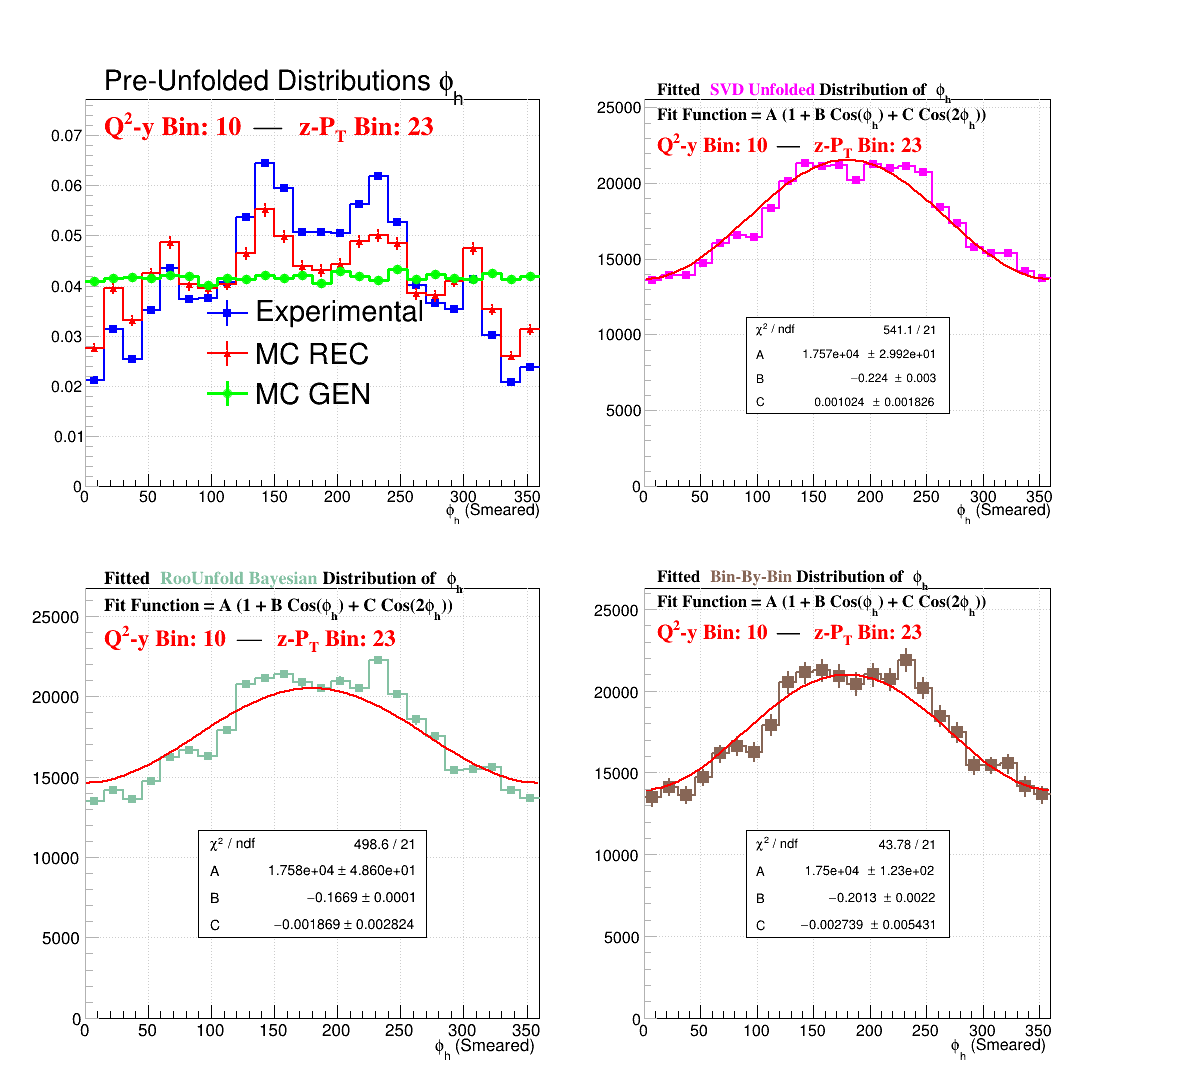 Pre-Unfolded Distributions ϕh
Q²-y Bin: 10 — z-PT Bin: 23
0.07
0.06
0.05
0.04
0.03
0.02
0.01
0
Experimental
MC REC
MC GEN
0 50 100 150 200 250 300 350
ϕh (Smeared)
Fitted SVD Unfolded Distribution of ϕh
Fit Function = A (1 + B Cos(ϕh) + C Cos(2ϕh))
Q²-y Bin: 10 — z-PT Bin: 23
25000
20000
15000
10000
5000
0
χ² / ndf 541.1 / 21
A 1.757e+04 ± 2.992e+01
B −0.224 ± 0.003
C 0.001024 ± 0.001826
0 50 100 150 200 250 300 350
ϕh (Smeared)
Fitted RooUnfold Bayesian Distribution of ϕh
Fit Function = A (1 + B Cos(ϕh) + C Cos(2ϕh))
Q²-y Bin: 10 — z-PT Bin: 23
25000
20000
15000
10000
5000
0
χ² / ndf 498.6 / 21
A 1.758e+04 ± 4.860e+01
B −0.1669 ± 0.0001
C −0.001869 ± 0.002824
0 50 100 150 200 250 300 350
ϕh (Smeared)
Fitted Bin-By-Bin Distribution of ϕh
Fit Function = A (1 + B Cos(ϕh) + C Cos(2ϕh))
Q²-y Bin: 10 — z-PT Bin: 23
25000
20000
15000
10000
5000
0
χ² / ndf 43.78 / 21
A 1.75e+04 ± 1.23e+02
B −0.2013 ± 0.0022
C −0.002739 ± 0.005431
0 50 100 150 200 250 300 350
ϕh (Smeared)